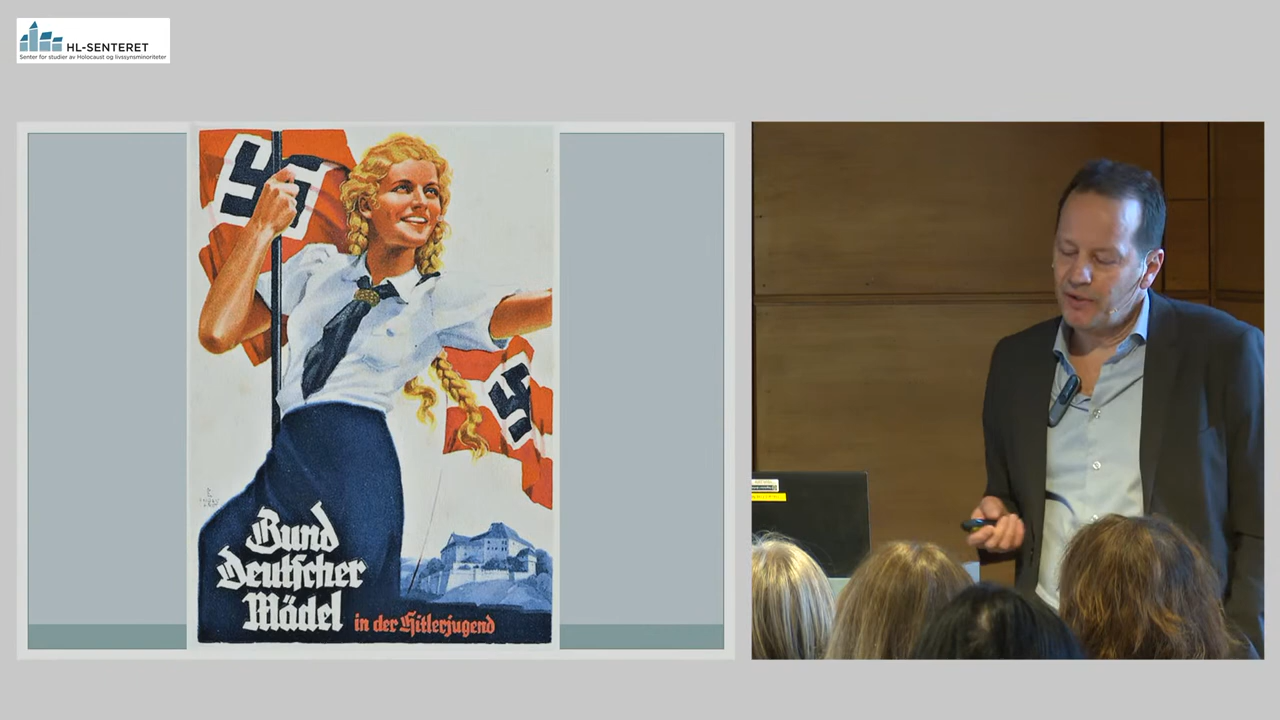 HL-SENTERET
Senter for studier av Holocaust og livssynsminoriteter
Bund
Deutscher
Mädel
in der Hitlerjugend